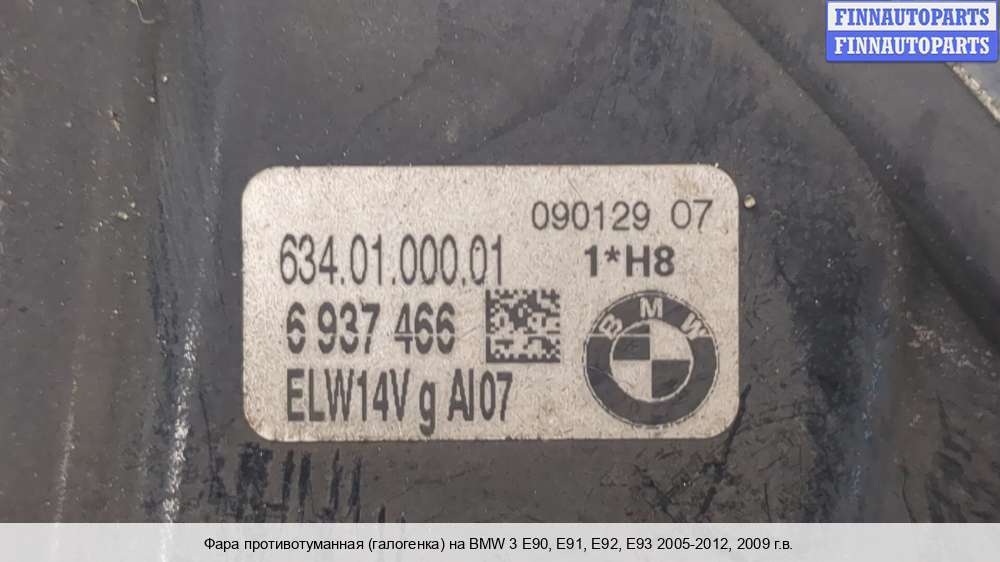 FINNAUTOPARTS
FINNAUTOPARTS
090129 07
634.01.000.01
1*H8
6 937 466
BMW
ELW14V g AI07
Фара противотуманная (галогенка) на BMW 3 E90, E91, E92, E93 2005-2012, 2009 г.в.